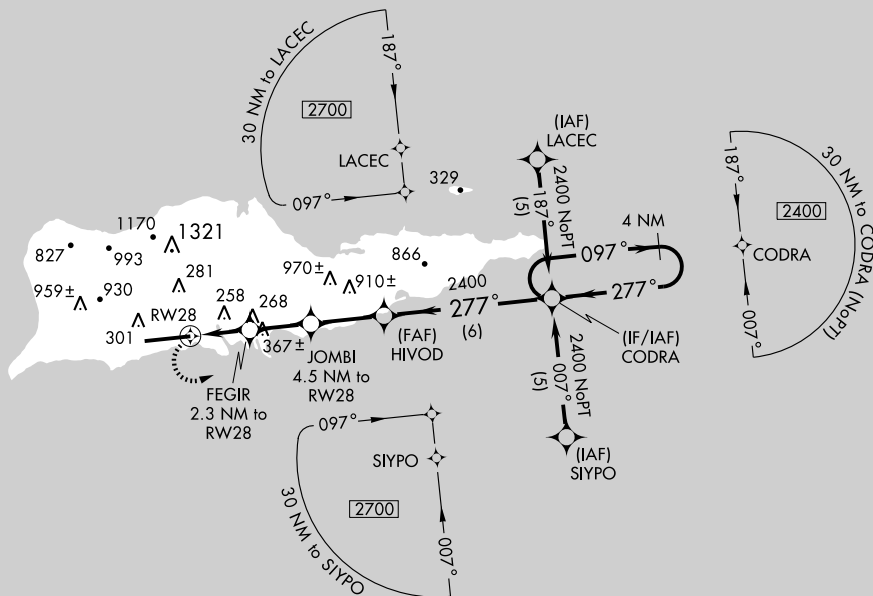 30 NM to LACEC
187°
2700
LACEC
097°
(IAF)
LACEC
2400 NoPT
187°
(5)
329
4 NM
097°
277°
187°
30 NM to CODRA (NoPT)
2400
CODRA
007°
1170
1321
827
993
281
970±
866
910±
959±
930
258
268
2400
277°
(6)
RW28
301
367±
(FAF)
HIVOD
(IF/IAF)
CODRA
JOMBI
4.5 NM to
RW28
FEGIR
2.3 NM to
RW28
2400 NoPT
007°
(5)
(IAF)
SIYPO
097°
SIYPO
2700
30 NM to SIYPO
007°